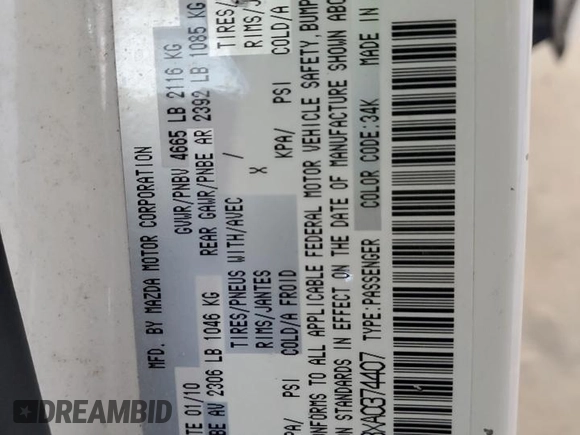 MFD. BY MAZDA MOTOR CORPORATION
TE 01/10 GVWR/PNBV 4665 LB 2116 KG
BE AV 2306 LB 1046 KG REAR GAWR/PNBE AR 2392 LB 1085 KG
TIRES/PNEUS WITH/AVEC / TIRES/
RIMS/JANTES X RIMS/J
PA/ PSI COLD/A FROID KPA/ PSI COLD/A
ONFORMS TO ALL APPLICABLE FEDERAL MOTOR VEHICLE SAFETY, BUMP
ON STANDARDS IN EFFECT ON THE DATE OF MANUFACTURE SHOWN ABO
XA0374407 TYPE:PASSENGER COLOR CODE:34K MADE IN
DREAMBID